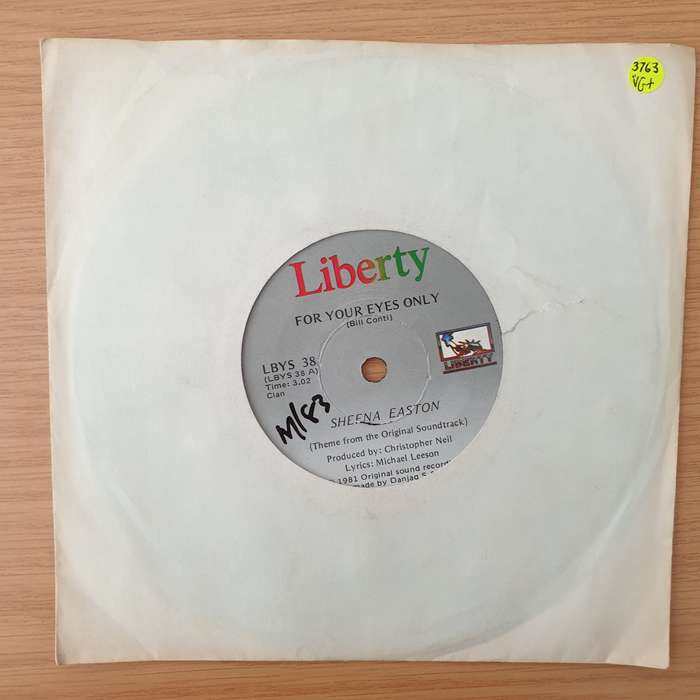 3763
VG+
Liberty
FOR YOUR EYES ONLY
(Bill Conti)
LBYS 38
(LBYS 38 A)
Time: 3.02
Clan
LIBERTY
M/83
SHEENA EASTON
(Theme from the Original Soundtrack)
Produced by: Christopher Neil
Lyrics: Michael Leeson
1981 Original sound record
made by Danjaq S.